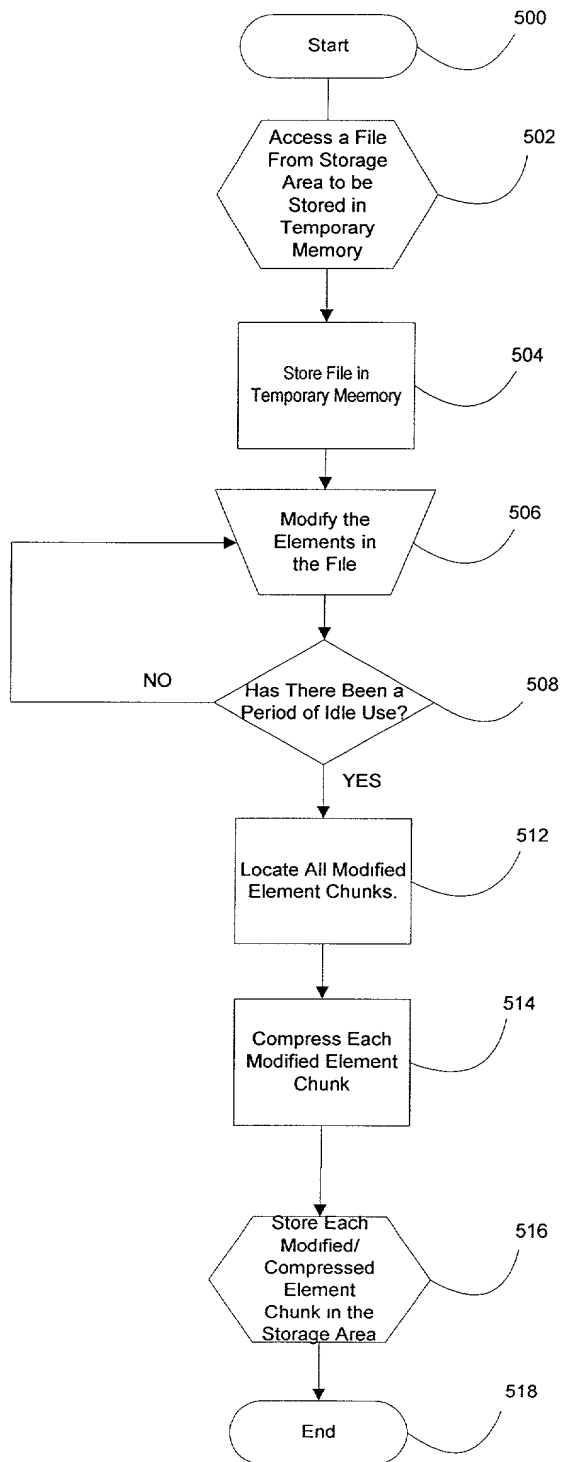 500
Start
502
Access a File
From Storage
Area to be
Stored in
Temporary
Memory
504
Store File in
Temporary Meemory
506
Modify the
Elements in
the File
508
Has There Been a
Period of Idle Use?
NO
YES
512
Locate All Modified
Element Chunks.
514
Compress Each
Modified Element
Chunk
516
Store Each
Modified/
Compressed
Element
Chunk in the
Storage Area
518
End